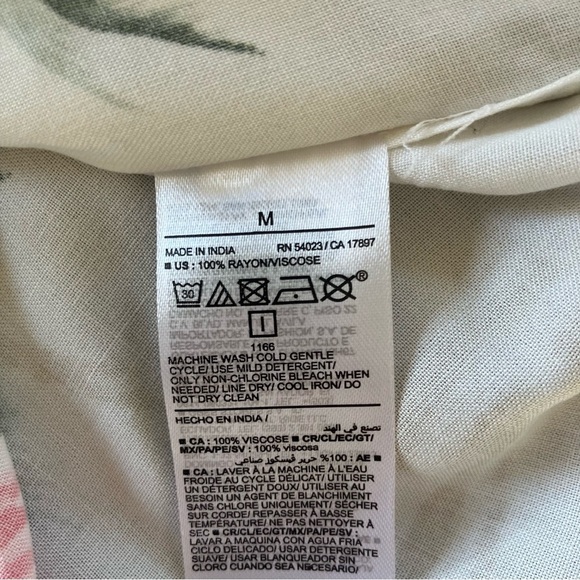 M
MADE IN INDIA RN 54023 / CA 17897
■ US : 100% RAYON/VISCOSE
30
®
1166
MACHINE WASH COLD GENTLE
CYCLE/ USE MILD DETERGENT/
ONLY NON-CHLORINE BLEACH WHEN
NEEDED/ LINE DRY/ COOL IRON/ DO
NOT DRY CLEAN
HECHO EN INDIA / تصنع في الهند
■ CA : 100% VISCOSE ■ CR/CL/EC/GT/
MX/PA/PE/SV : 100% viscosa
AE ■ : 100% حرير فيسكوز صناعي
■ CA : LAVER À LA MACHINE À L'EAU
FROIDE AU CYCLE DÉLICAT/ UTILISER
UN DÉTERGENT DOUX/ EN CAS DE
BESOIN UN AGENT DE BLANCHIMENT
SANS CHLORE UNIQUEMENT/ SÉCHER
SUR CORDE/ REPASSER À BASSE
TEMPÉRATURE/ NE PAS NETTOYER À
SEC ■ CR/CL/EC/GT/MX/PA/PE/SV :
LAVAR A MAQUINA CON AGUA FRIA
CICLO DELICADO/ USAR DETERGENTE
SUAVE/ USAR BLANQUEADOR SIN
CLORO CUANDO SEA NECESARIO/